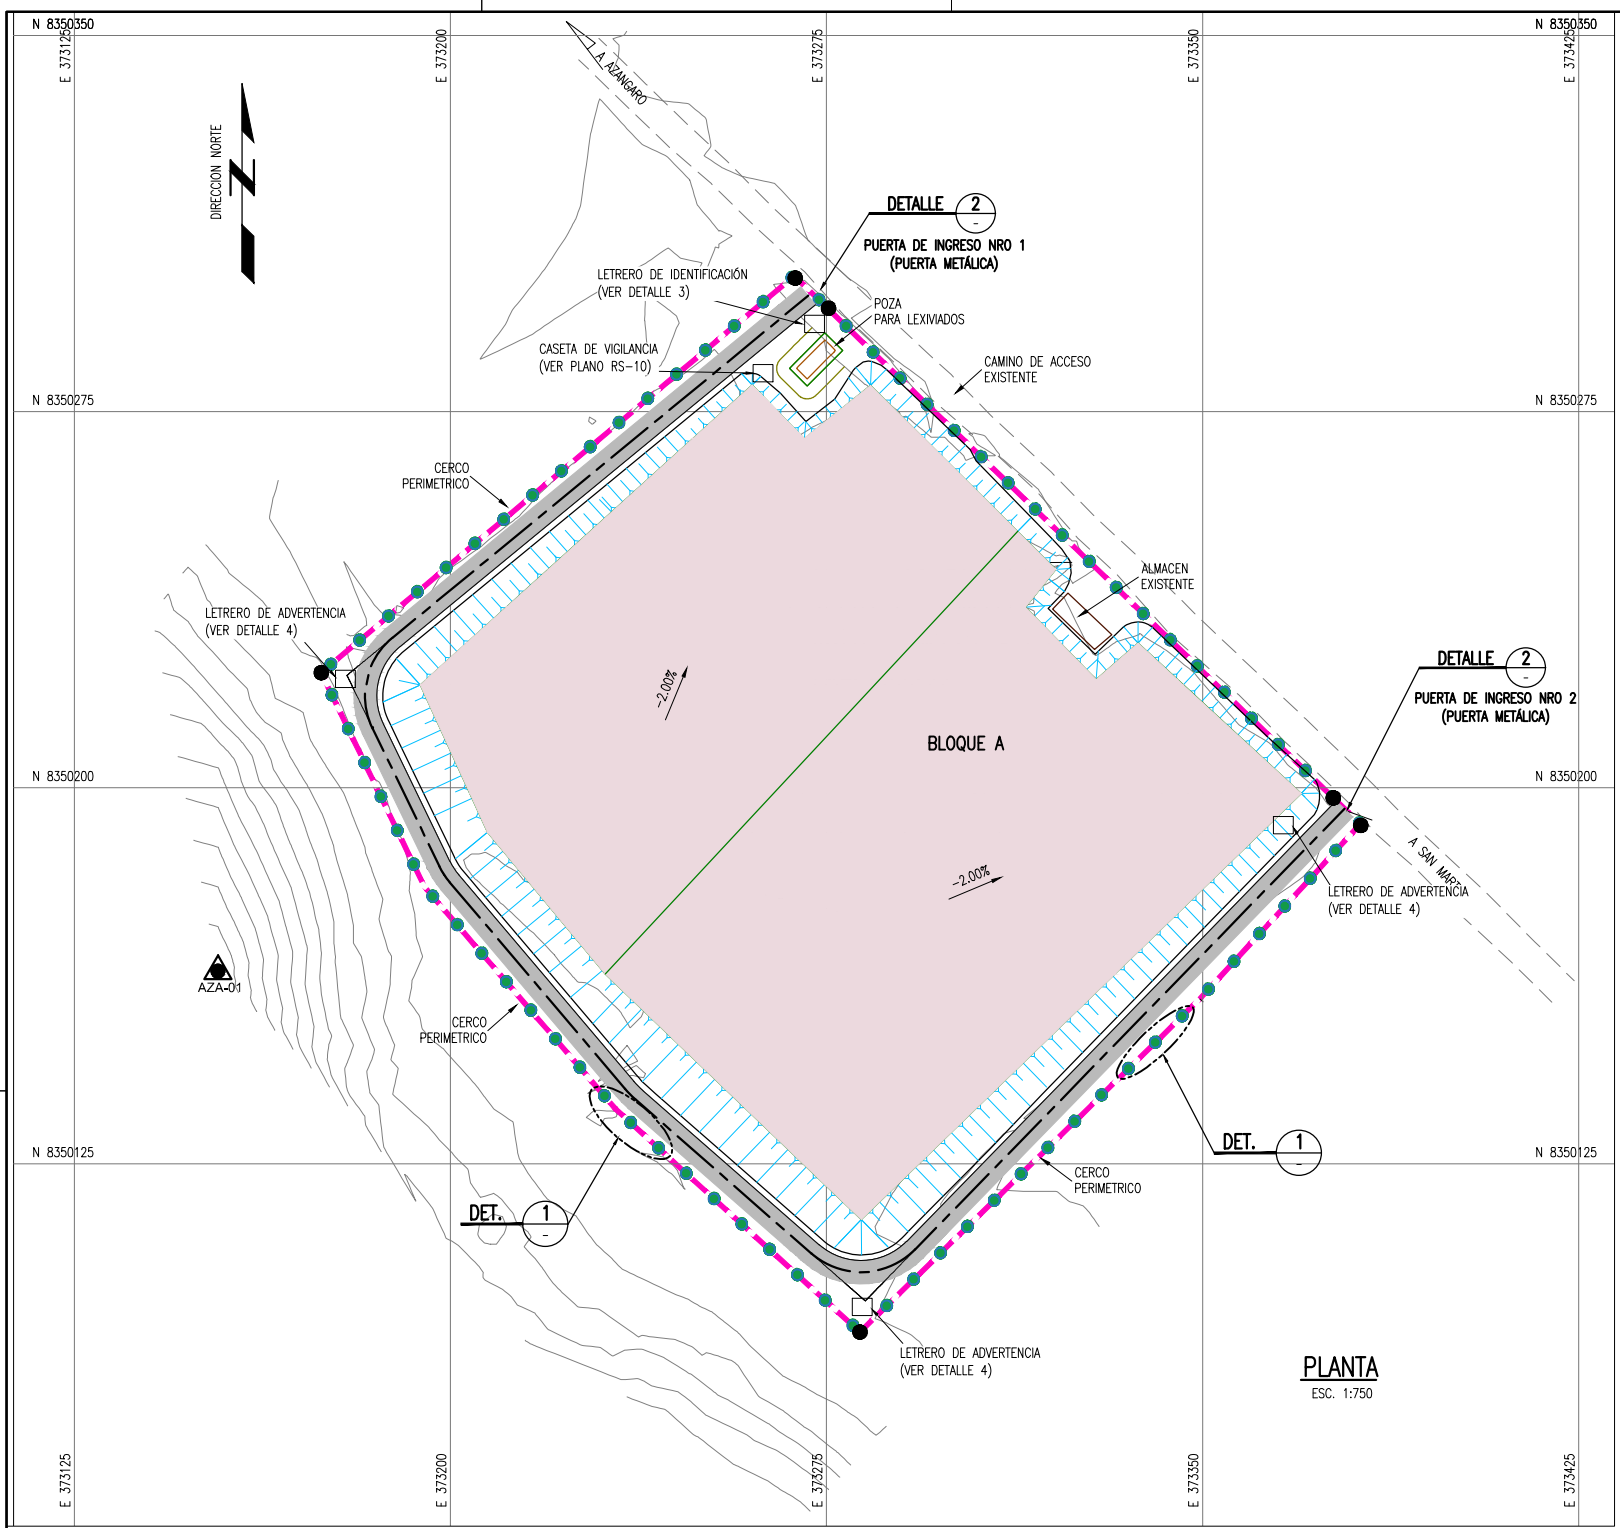 N 8350350
N 8350350
E 373125
E 373200
E 373275
E 373350
E 373425
A AZANGARO
DIRECCION NORTE
N
DETALLE 2
-
PUERTA DE INGRESO NRO 1
(PUERTA METÁLICA)
LETRERO DE IDENTIFICACIÓN
(VER DETALLE 3)
POZA
PARA LEXIVIADOS
CASETA DE VIGILANCIA
(VER PLANO RS-10)
CAMINO DE ACCESO
EXISTENTE
N 8350275
N 8350275
CERCO
PERIMETRICO
ALMACEN
EXISTENTE
LETRERO DE ADVERTENCIA
(VER DETALLE 4)
DETALLE 2
-
PUERTA DE INGRESO NRO 2
(PUERTA METÁLICA)
-2.00%
BLOQUE A
N 8350200
N 8350200
A SAN MART
-2.00%
LETRERO DE ADVERTENCIA
(VER DETALLE 4)
AZA-01
CERCO
PERIMETRICO
DET. 1
-
N 8350125
N 8350125
CERCO
PERIMETRICO
DET. 1
-
LETRERO DE ADVERTENCIA
(VER DETALLE 4)
PLANTA
ESC. 1:750
E 373125
E 373200
E 373275
E 373350
E 373425